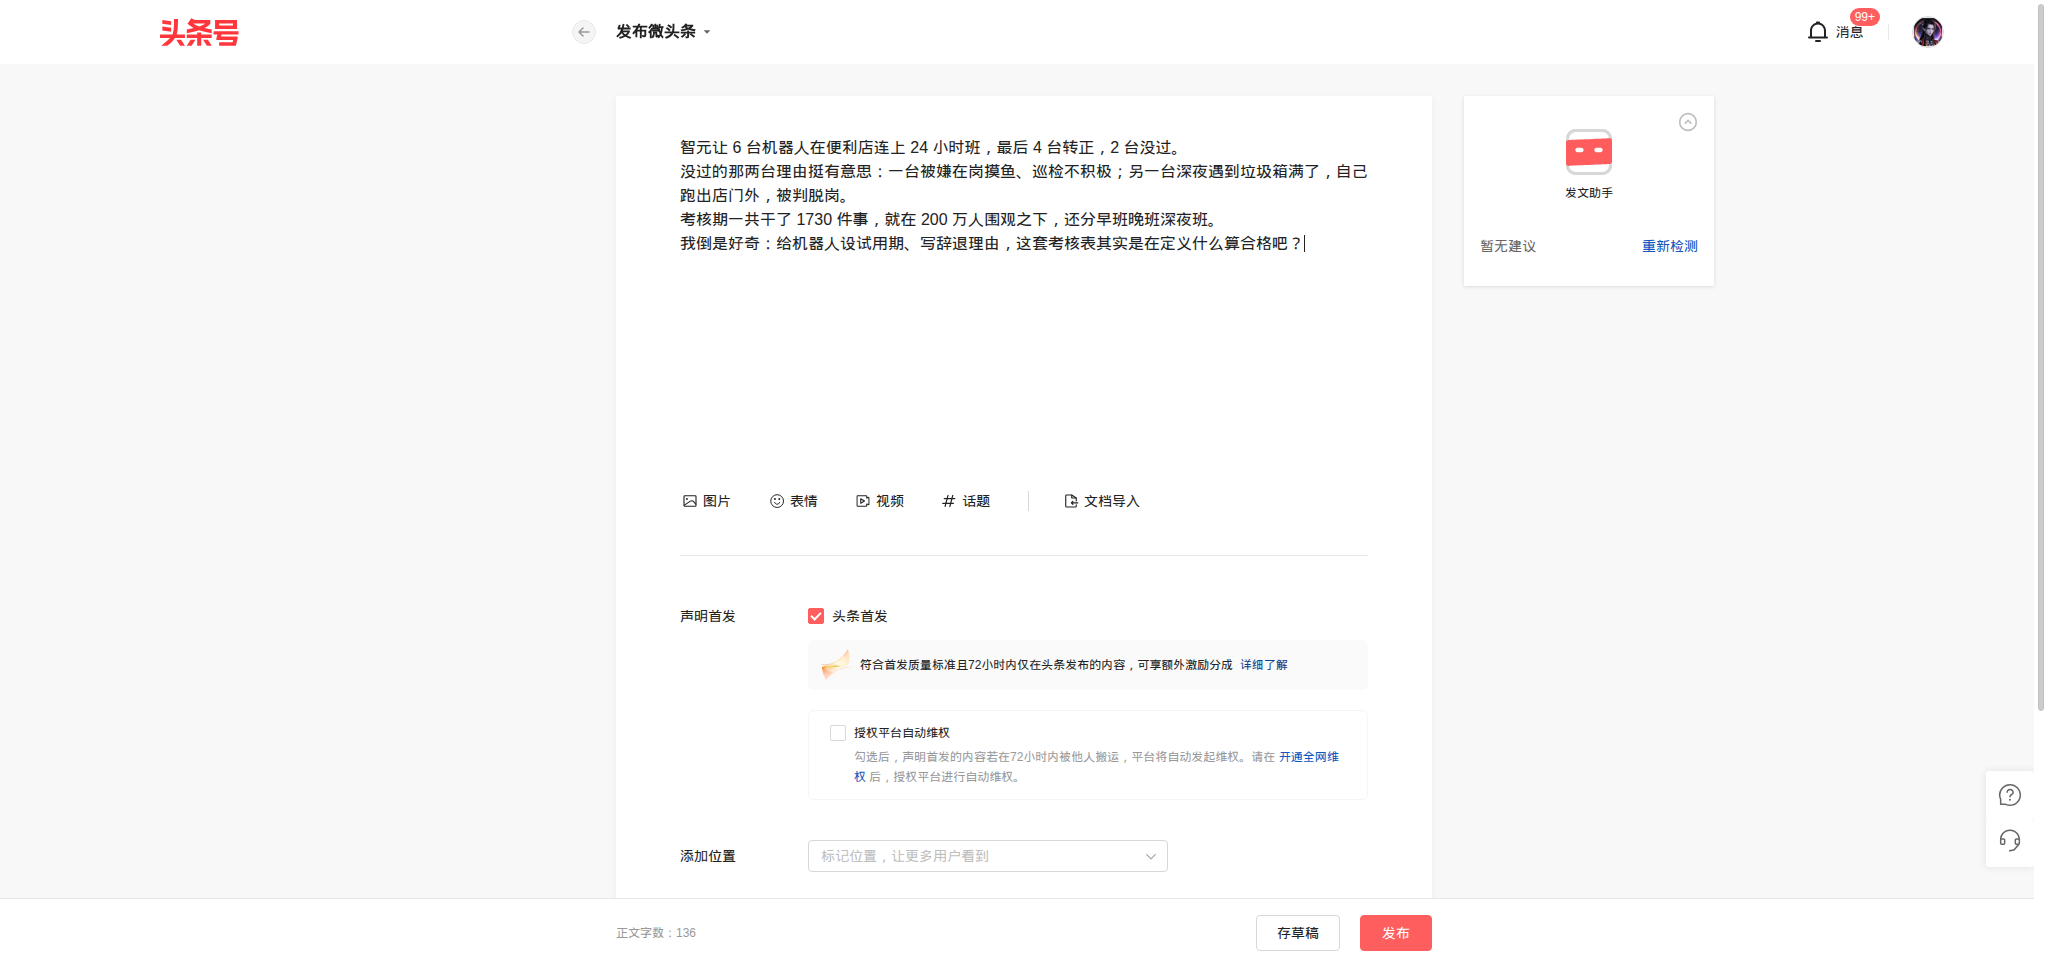 头条号
发布微头条
消息
99+
智元让 6 台机器人在便利店连上 24 小时班，最后 4 台转正，2 台没过。
没过的那两台理由挺有意思：一台被嫌在岗摸鱼、巡检不积极；另一台深夜遇到垃圾箱满了，自己
跑出店门外，被判脱岗。
考核期一共干了 1730 件事，就在 200 万人围观之下，还分早班晚班深夜班。
我倒是好奇：给机器人设试用期、写辞退理由，这套考核表其实是在定义什么算合格吧？
发文助手
暂无建议 重新检测
图片 表情 视频 # 话题 文档导入
声明首发 头条首发
符合首发质量标准且72小时内仅在头条发布的内容，可享额外激励分成 详细了解
授权平台自动维权
勾选后，声明首发的内容若在72小时内被他人搬运，平台将自动发起维权。请在 开通全网维
权 后，授权平台进行自动维权。
添加位置 标记位置，让更多用户看到
正文字数：136 存草稿 发布